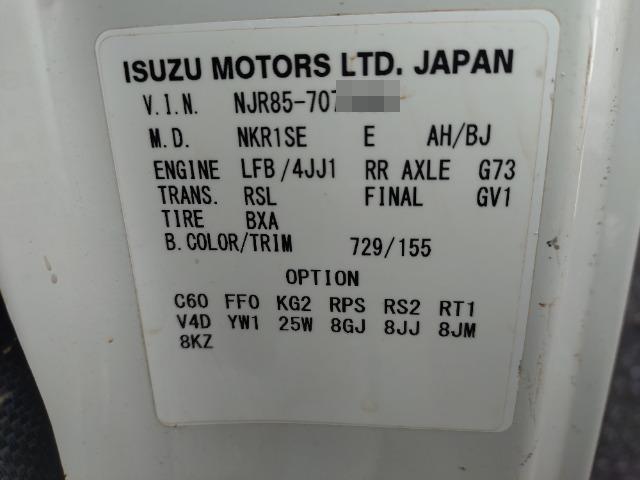 ISUZU MOTORS LTD. JAPAN
V.I.N. NJR85-707
M.D. NKR1SE E AH/BJ
ENGINE LFB/4JJ1 RR AXLE G73
TRANS. RSL FINAL GV1
TIRE BXA
B.COLOR/TRIM 729/155
OPTION
C60 FF0 KG2 RPS RS2 RT1
V4D YW1 25W 8GJ 8JJ 8JM
8KZ